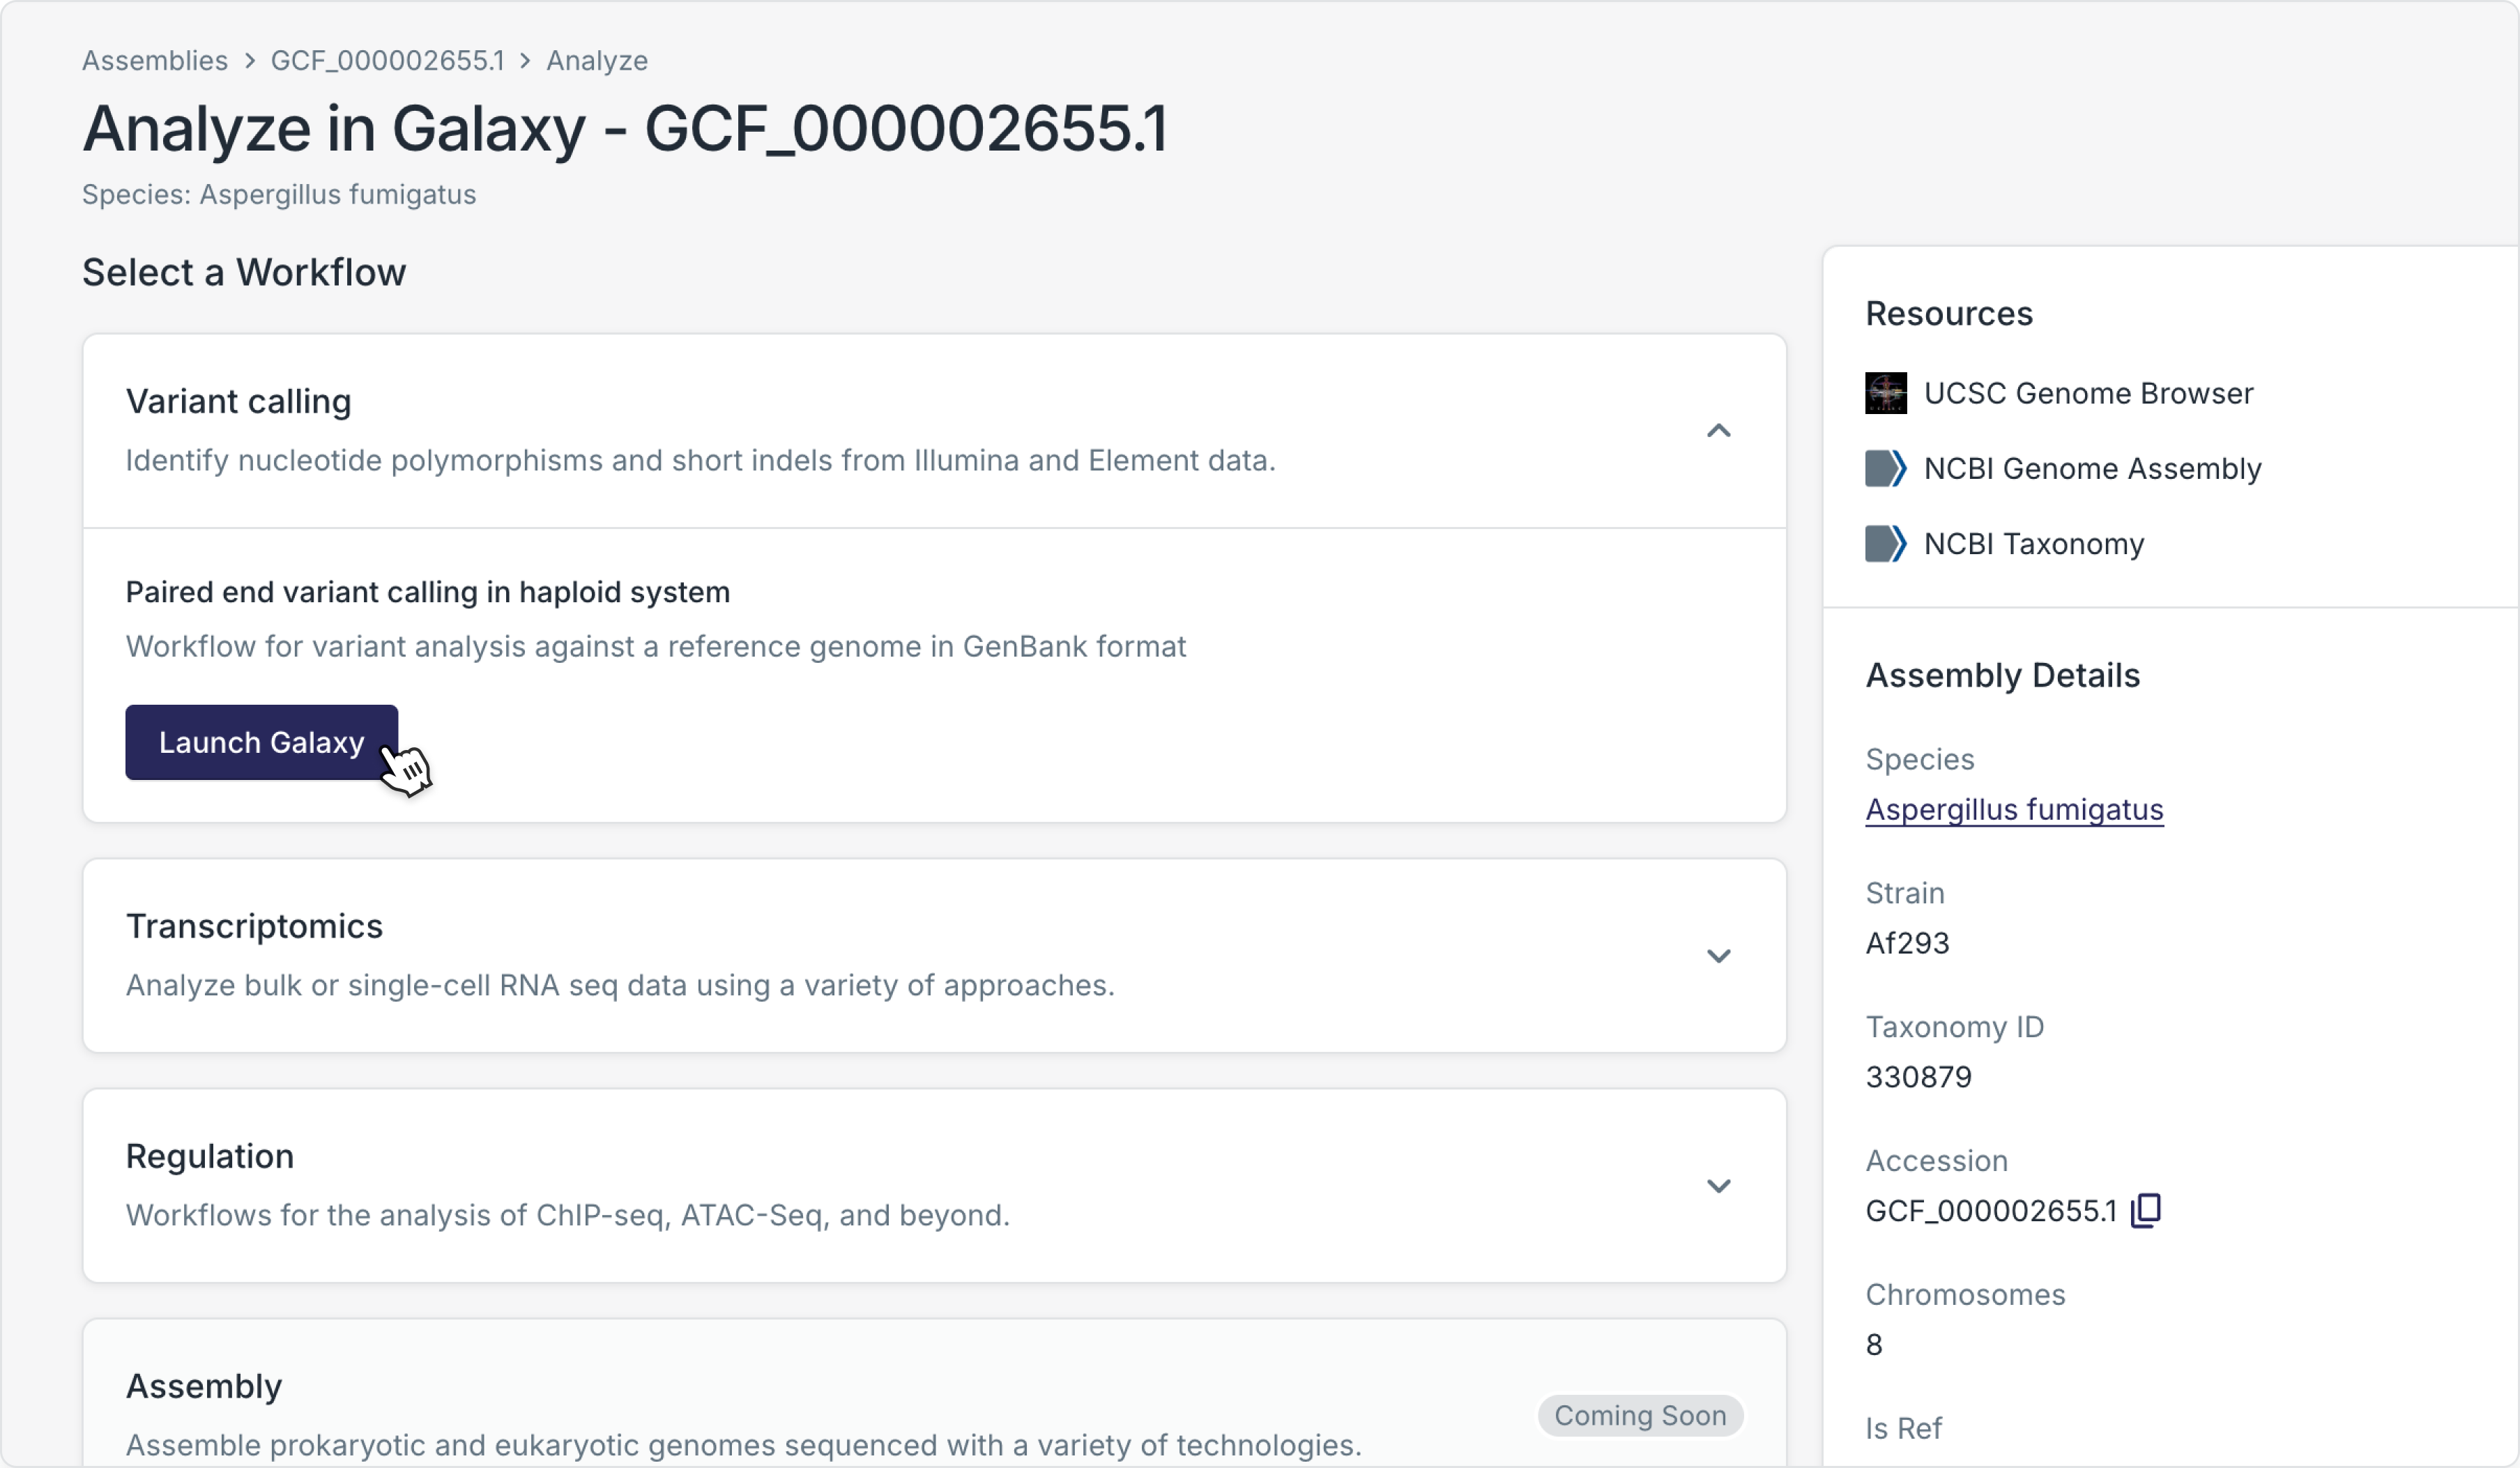 Assemblies > GCF_000002655.1 > Analyze
Analyze in Galaxy - GCF_000002655.1
Species: Aspergillus fumigatus
Select a Workflow
Variant calling
Identify nucleotide polymorphisms and short indels from Illumina and Element data.
Paired end variant calling in haploid system
Workflow for variant analysis against a reference genome in GenBank format
Launch Galaxy
Transcriptomics
Analyze bulk or single-cell RNA seq data using a variety of approaches.
Regulation
Workflows for the analysis of ChIP-seq, ATAC-Seq, and beyond.
Assembly
Coming Soon
Assemble prokaryotic and eukaryotic genomes sequenced with a variety of technologies.
Resources
UCSC Genome Browser
NCBI Genome Assembly
NCBI Taxonomy
Assembly Details
Species
Aspergillus fumigatus
Strain
Af293
Taxonomy ID
330879
Accession
GCF_000002655.1
Chromosomes
8
Is Ref